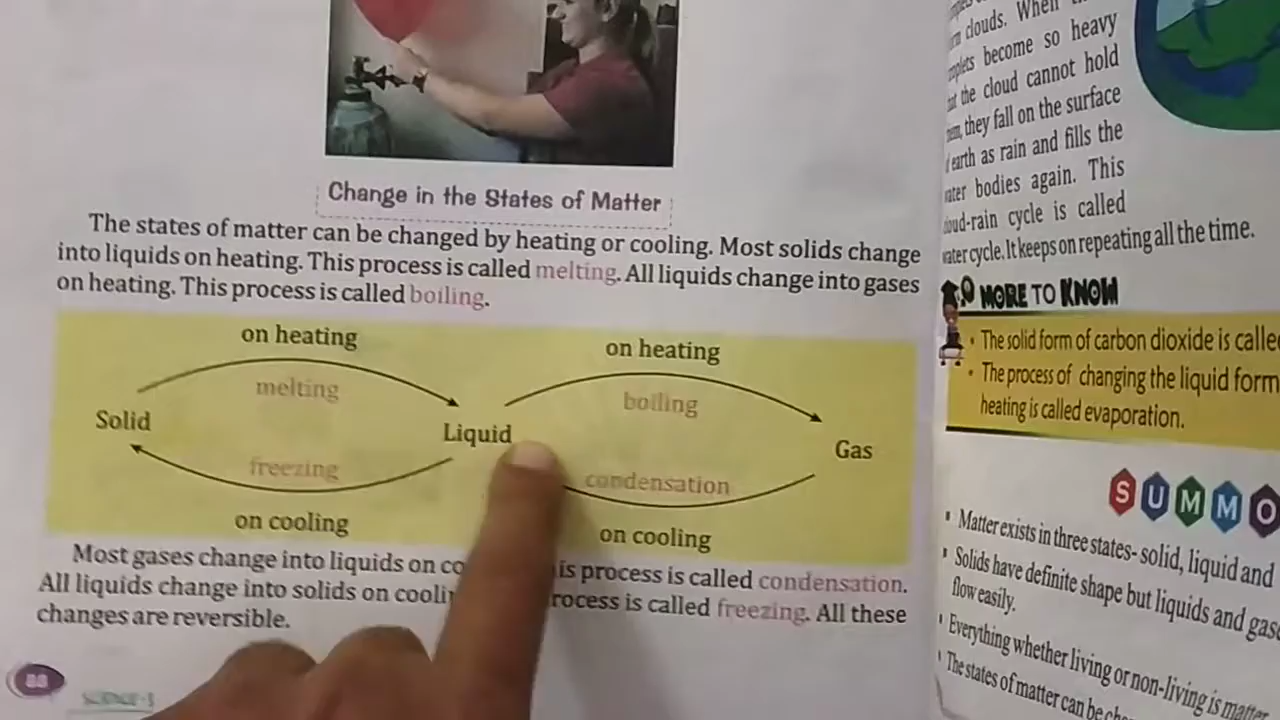 Change in the States of Matter
The states of matter can be changed by heating or cooling. Most solids change
into liquids on heating. This process is called melting. All liquids change into gases
on heating. This process is called boiling.
on heating
melting
on heating
boiling
Solid
Liquid
Gas
freezing
on cooling
condensation
on cooling
Most gases change into liquids on is process is called condensation.
All liquids change into solids on process is called freezing. All these
changes are reversible.
88
SCIENCE-3
clouds. When
become so heavy
the cloud cannot hold
they fall on the surface
earth as rain and fills the
bodies again. This
cycle is called
cycle. It keeps on repeating all the time.
MORE TO KNOW
• The solid form of carbon dioxide is
• The process of changing the liquid form
heating is called evaporation.
SUMMO
Matter exists in three states- solid, liquid and
Solids have definite shape but liquids and
flow easily.
Everything whether living or non-living is matter
The states of matter can be